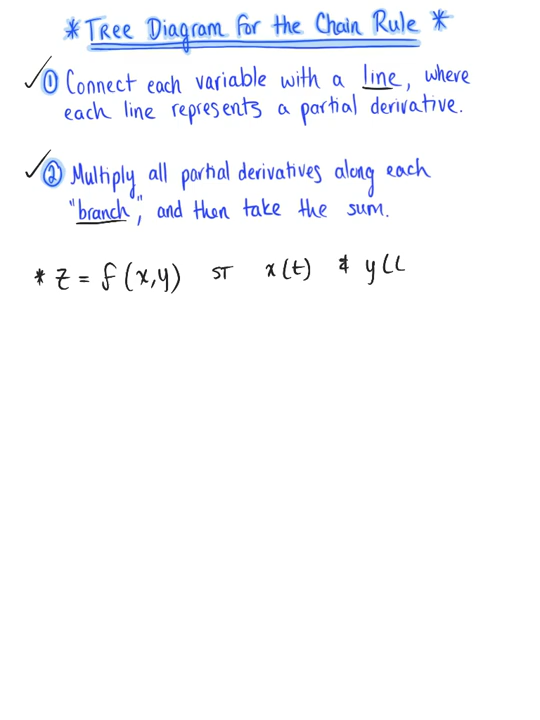 * Tree Diagram for the Chain Rule *
① Connect each variable with a line, where
each line represents a partial derivative.
② Multiply all partial derivatives along each
"branch", and then take the sum.
* z = f(x,y) ST x(t) & y(